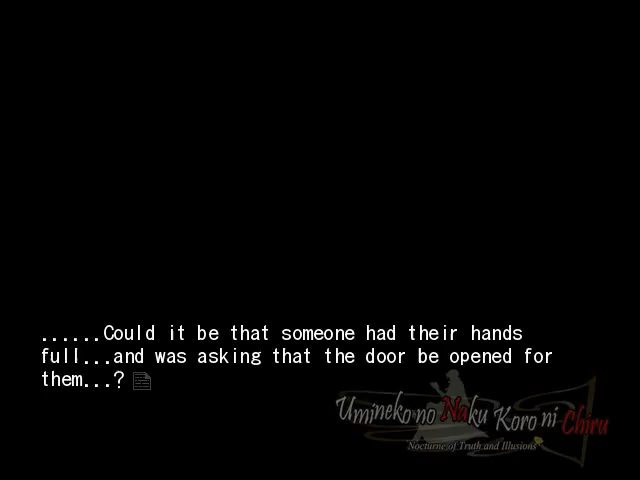 ......Could it be that someone had their hands
full...and was asking that the door be opened for
them...?
Umineko no Naku Koro ni Chiru
Nocturne of Truth and Illusions